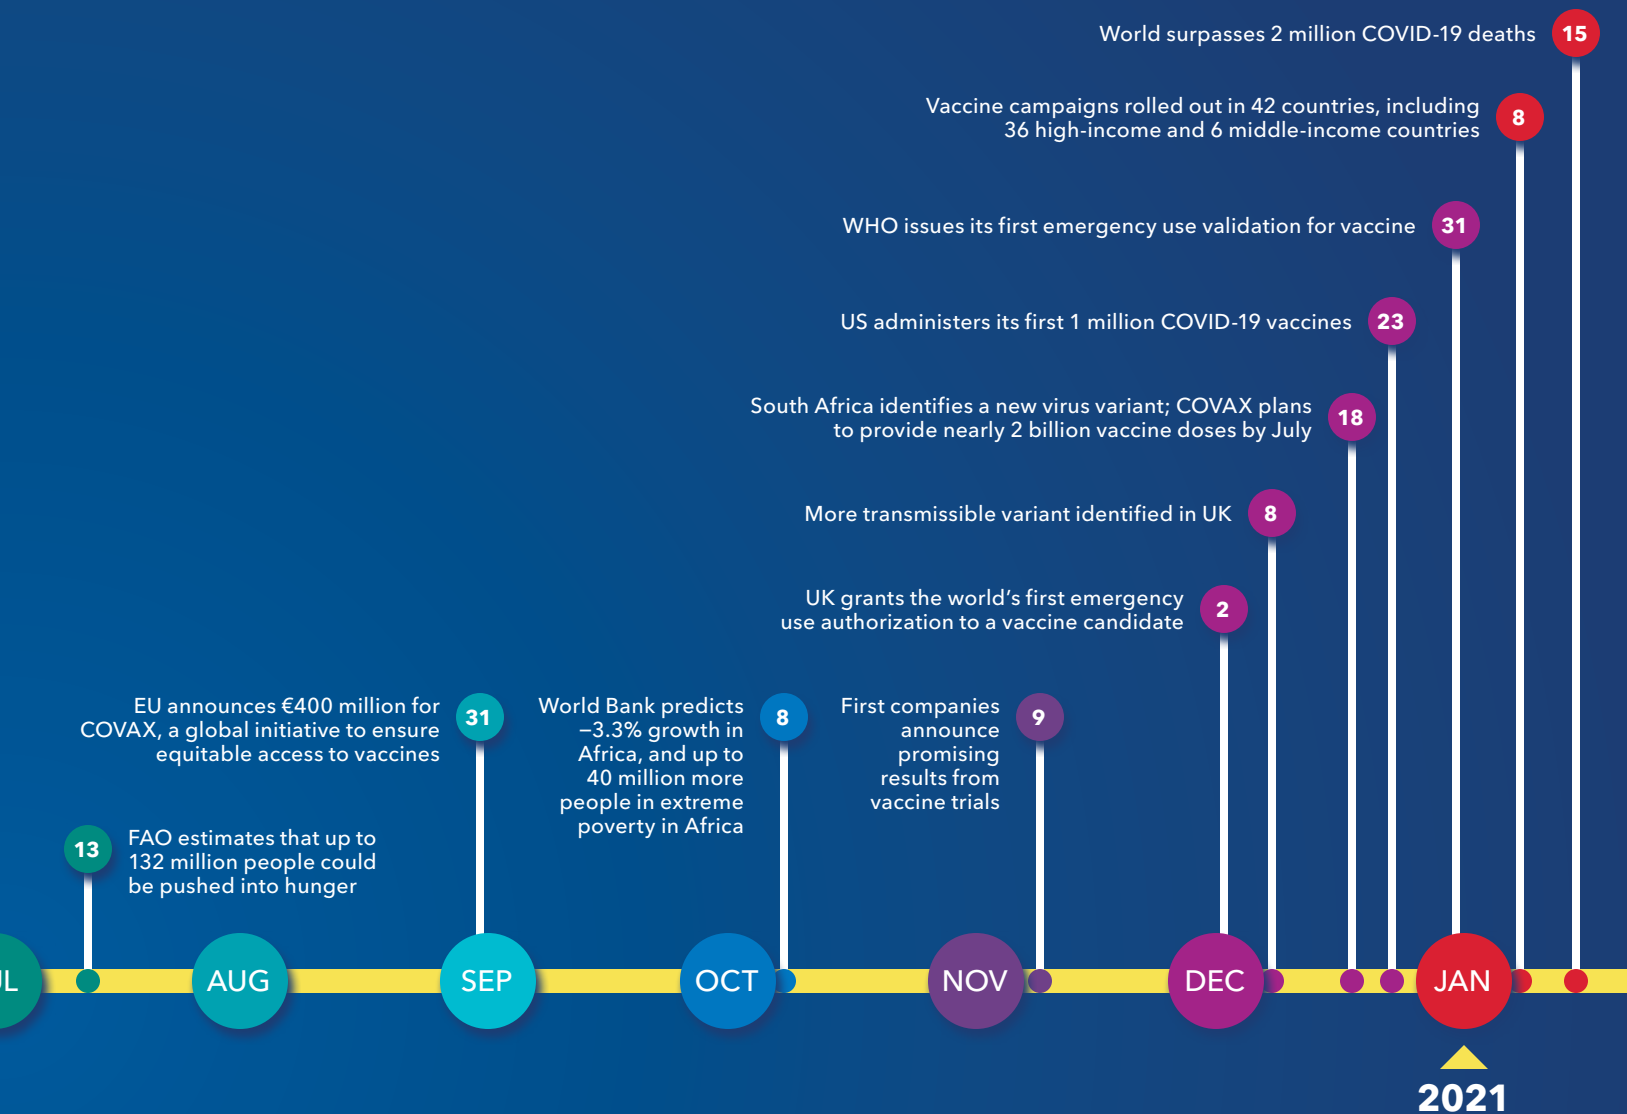 World surpasses 2 million COVID-19 deaths
15
Vaccine campaigns rolled out in 42 countries, including
36 high-income and 6 middle-income countries
8
WHO issues its first emergency use validation for vaccine
31
US administers its first 1 million COVID-19 vaccines
23
South Africa identifies a new virus variant; COVAX plans
to provide nearly 2 billion vaccine doses by July
18
More transmissible variant identified in UK
8
UK grants the world’s first emergency
use authorization to a vaccine candidate
2
EU announces €400 million for
COVAX, a global initiative to ensure
equitable access to vaccines
31
World Bank predicts
–3.3% growth in
Africa, and up to
40 million more
people in extreme
poverty in Africa
8
First companies
announce
promising
results from
vaccine trials
9
13
FAO estimates that up to
132 million people could
be pushed into hunger
L
AUG
SEP
OCT
NOV
DEC
JAN
2021